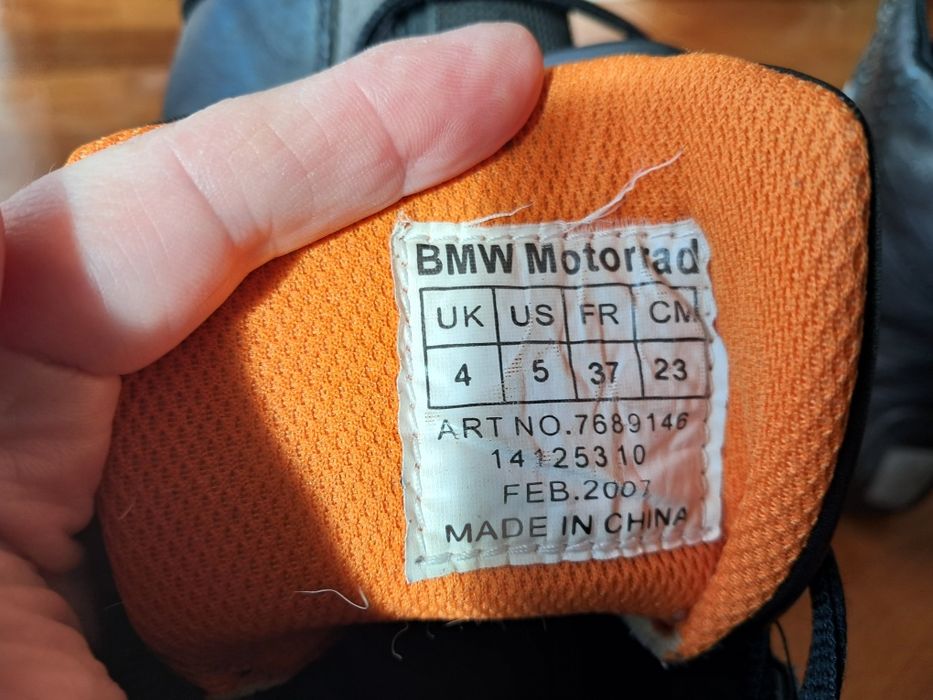 BMW Motorrad
UK US FR CM
4 5 37 23
ART NO.7689146
14125310
FEB.2007
MADE IN CHINA